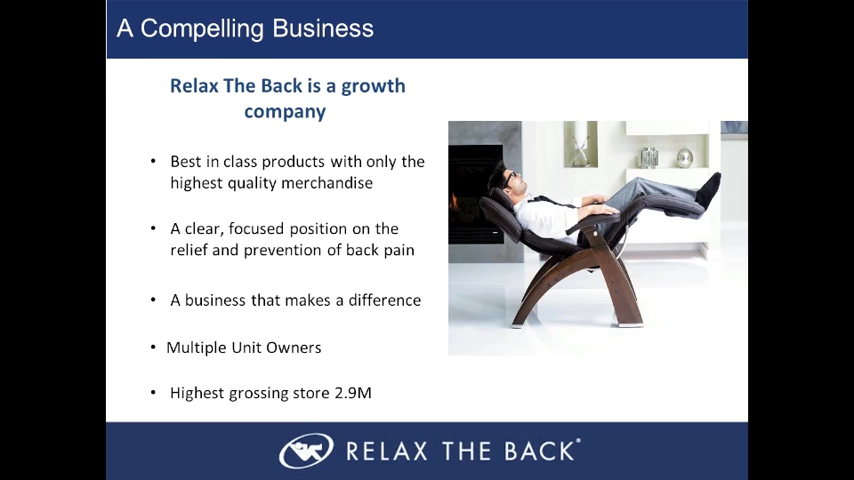 A Compelling Business
Relax The Back is a growth
company
• Best in class products with only the
highest quality merchandise
• A clear, focused position on the
relief and prevention of back pain
• A business that makes a difference
• Multiple Unit Owners
• Highest grossing store 2.9M
RELAX THE BACK®